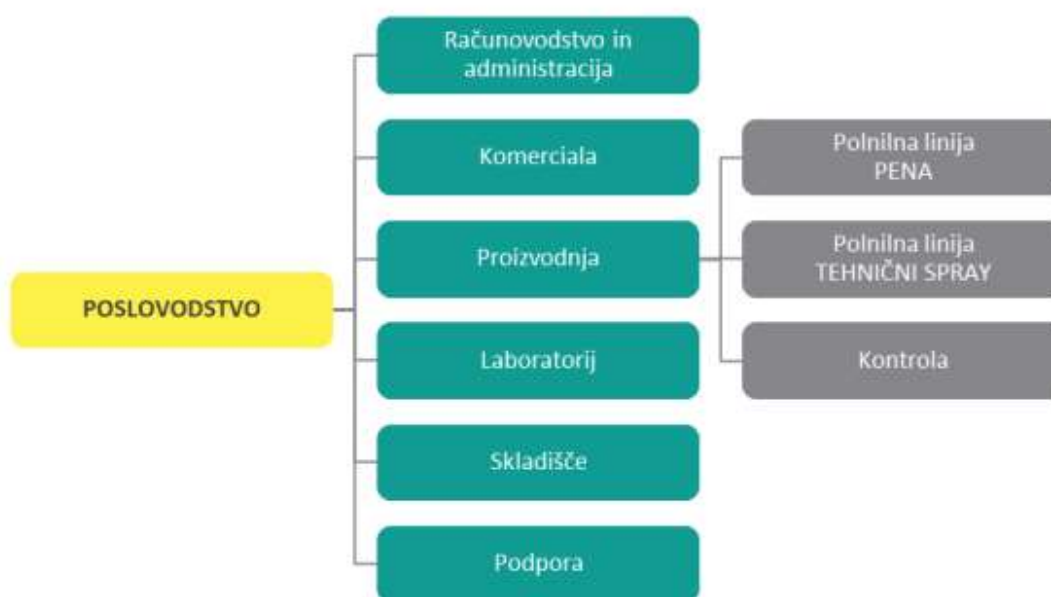 POSLOVODSTVO
Računovodstvo in
administracija
Komerciala
Proizvodnja
Laboratorij
Skladišče
Podpora
Polnilna linija
PENA
Polnilna linija
TEHNIČNI SPRAY
Kontrola